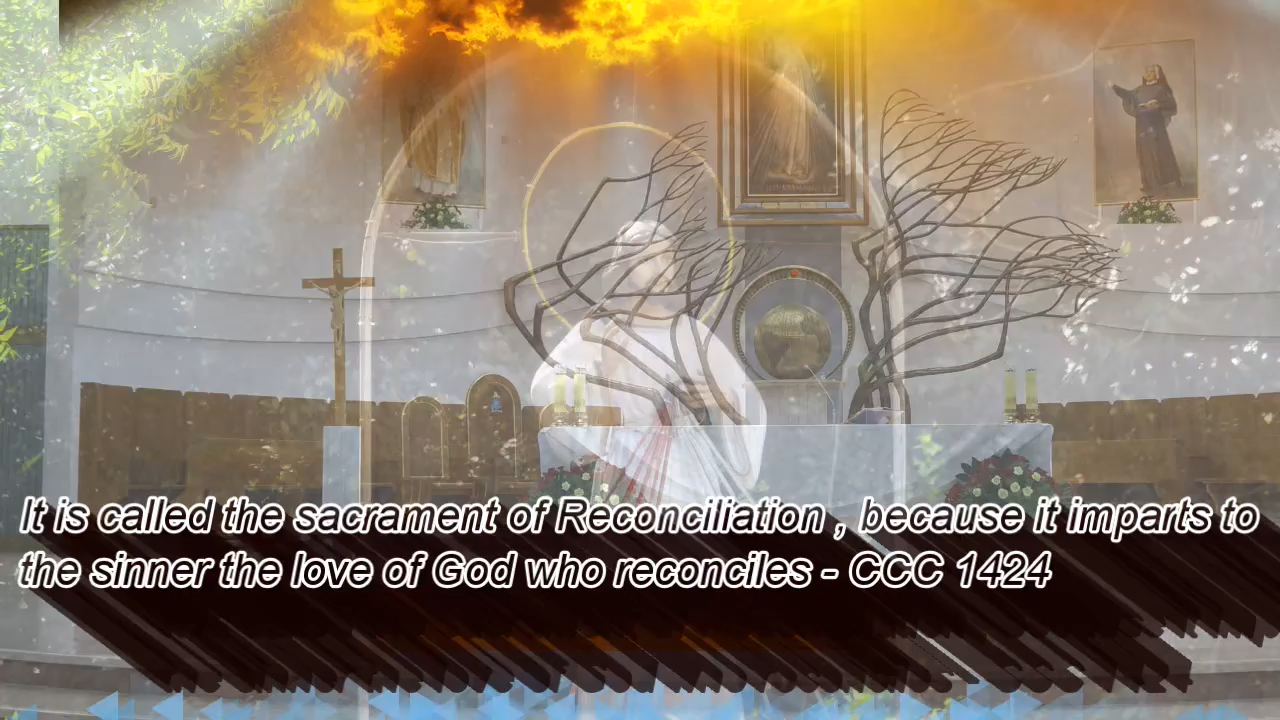 It is called the sacrament of Reconciliation , because it imparts to
the sinner the love of God who reconciles - CCC 1424